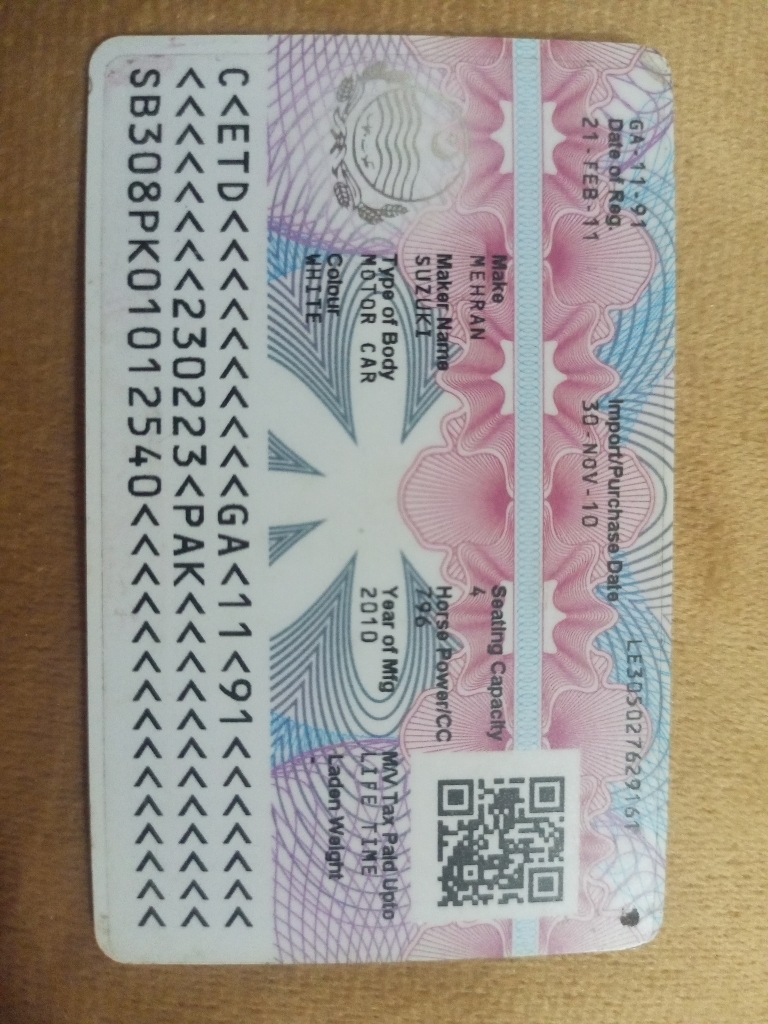 GA-11-91 LE305027629161
Date of Reg. Import/Purchase Date
21-FEB-11 30-NOV-10
Make Seating Capacity
MEHRAN 4
Maker Name Horse Power/CC
SUZUKI 796
Type of Body Year of Mfg M/V Tax Paid Upto
MOTOR CAR 2010 LIFE TIME
Colour Laden Weight
WHITE -
C<ETD<<<<<<<<<<<GA<11<91<<<<<<
<<<<<<<<230223<PAK<<<<<<<<<<<<
SB308PK01012540<<<<<<<<<<<<<<<